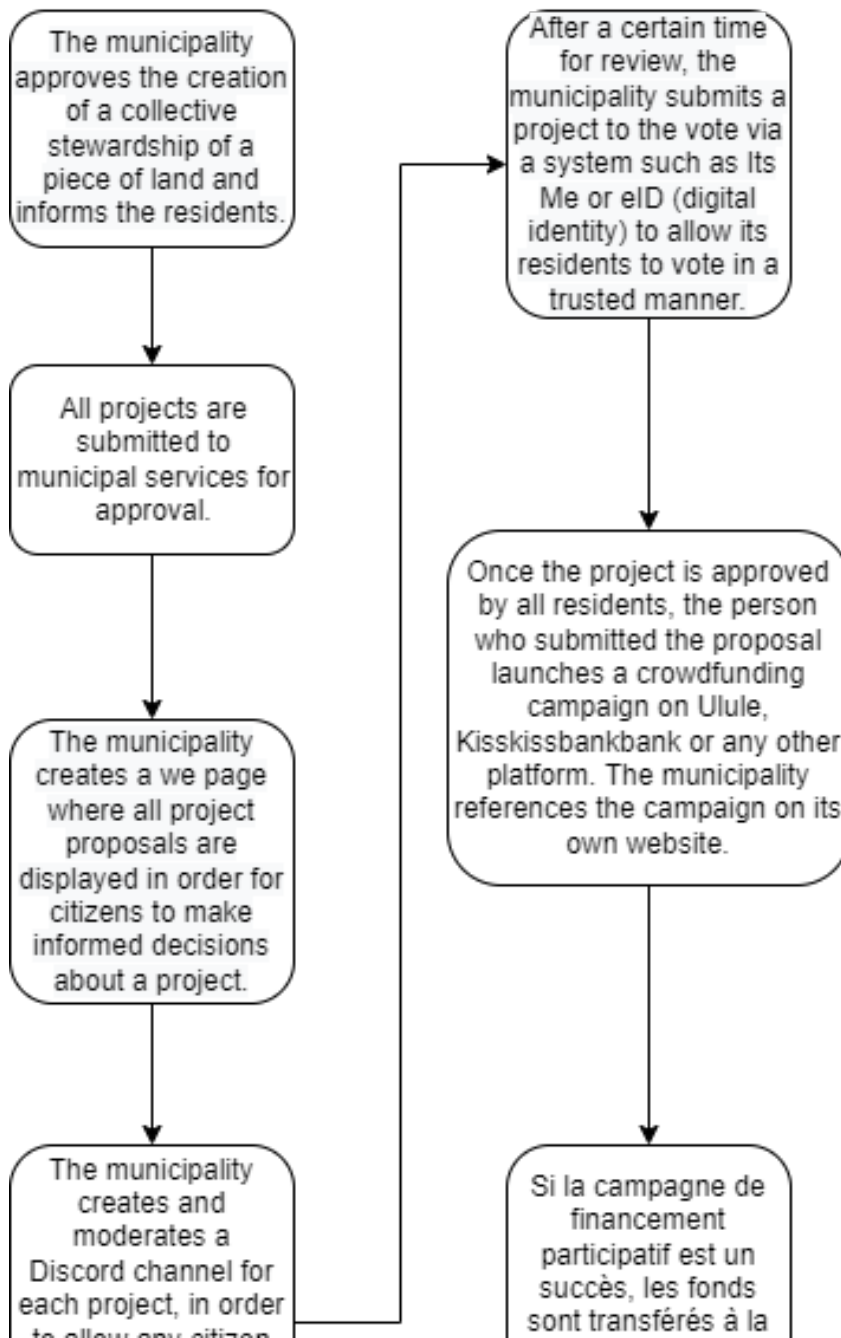 The municipality
approves the creation
of a collective
stewardship of a
piece of land and
informs the residents.
All projects are
submitted to
municipal services for
approval.
The municipality
creates a we page
where all project
proposals are
displayed in order for
citizens to make
informed decisions
about a project.
The municipality
creates and
moderates a
Discord channel for
each project, in order
to allow any citizen
After a certain time
for review, the
municipality submits a
project to the vote via
a system such as Its
Me or eID (digital
identity) to allow its
residents to vote in a
trusted manner.
Once the project is approved
by all residents, the person
who submitted the proposal
launches a crowdfunding
campaign on Ulule,
Kisskissbankbank or any other
platform. The municipality
references the campaign on its
own website.
Si la campagne de
financement
participatif est un
succès, les fonds
sont transférés à la